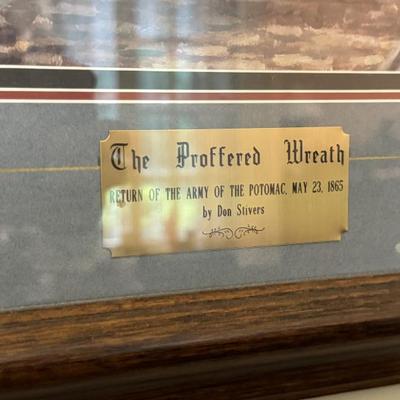 The Proffered Wreath
RETURN OF THE ARMY OF THE POTOMAC, MAY 23, 1865
by Don Stivers